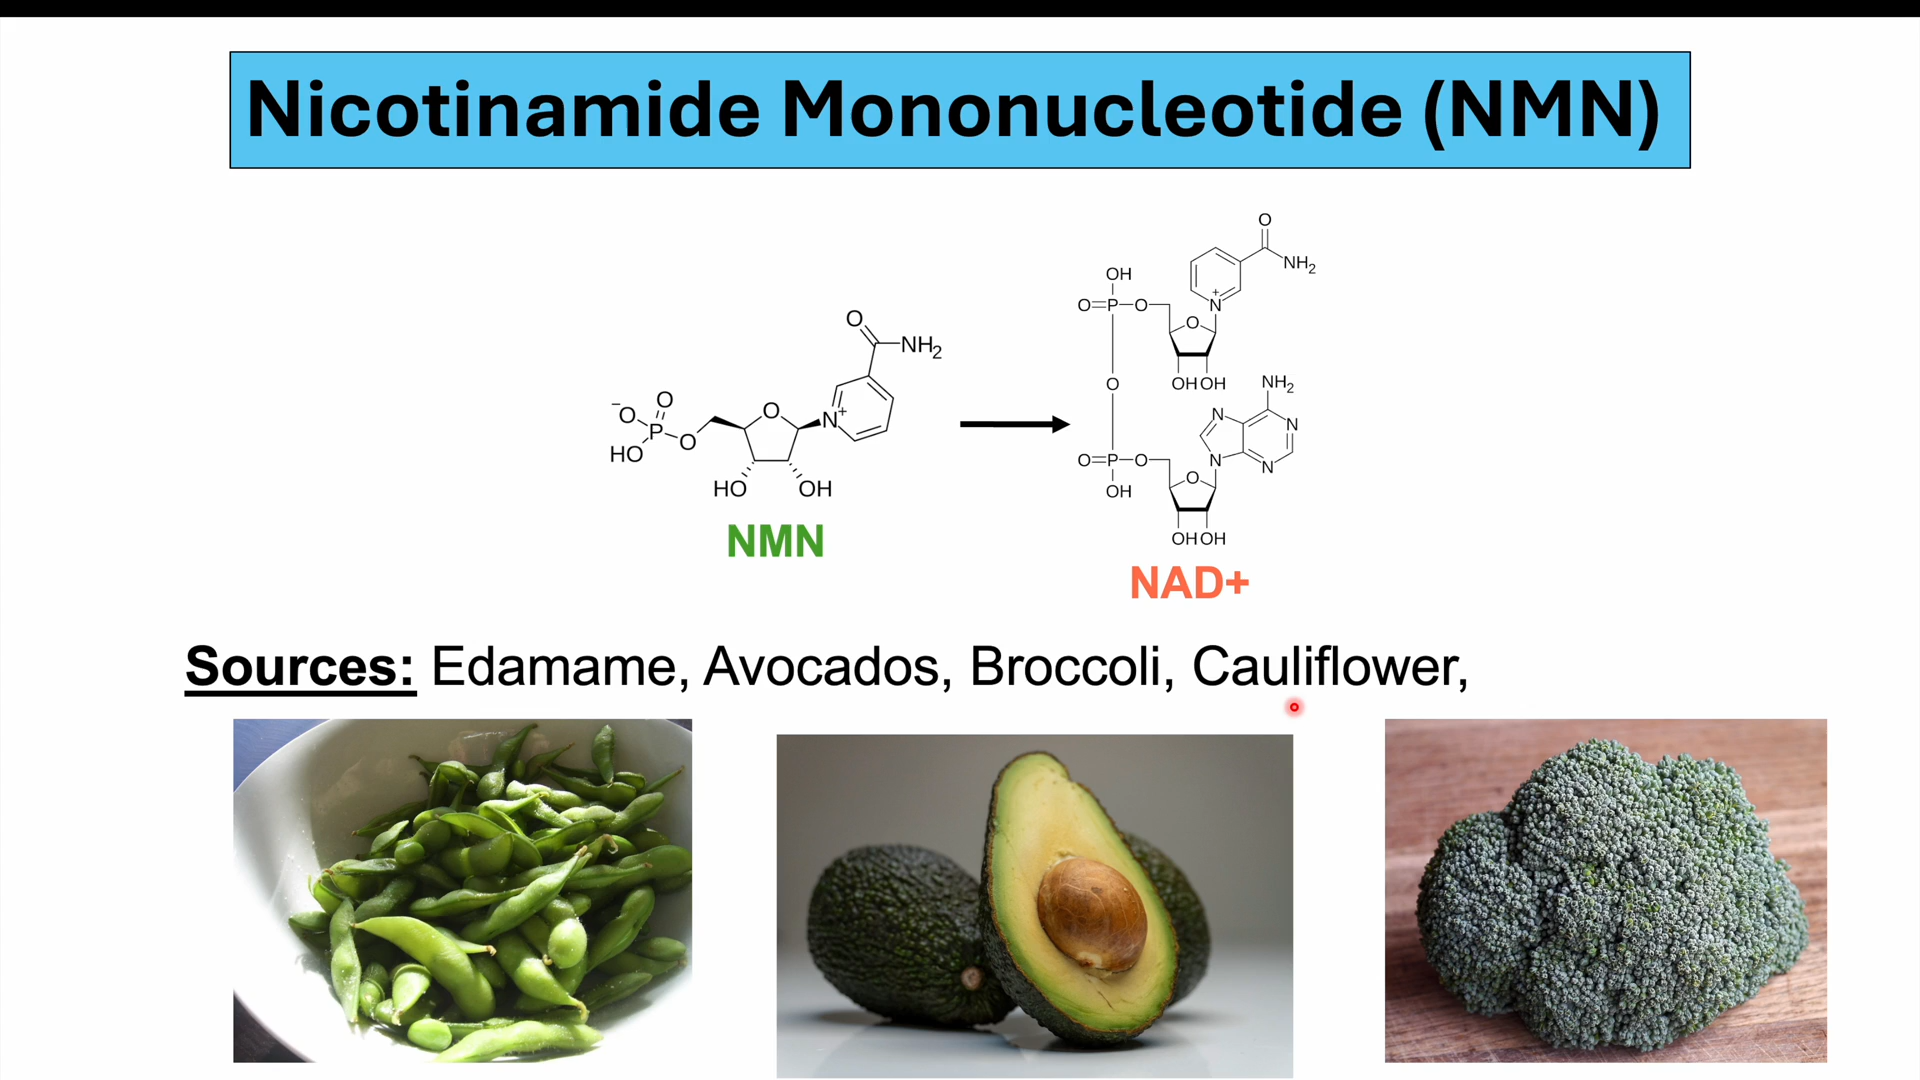 Nicotinamide Mononucleotide (NMN)
O
NH2
OH
O=P-O
N+
O
OH OH
O
NH2
-O
O
P
HO
O
O
N+
HO
OH
O
NH2
N
N
N
N
O=P-O
OH
O
OH OH
NMN
NAD+
Sources: Edamame, Avocados, Broccoli, Cauliflower,